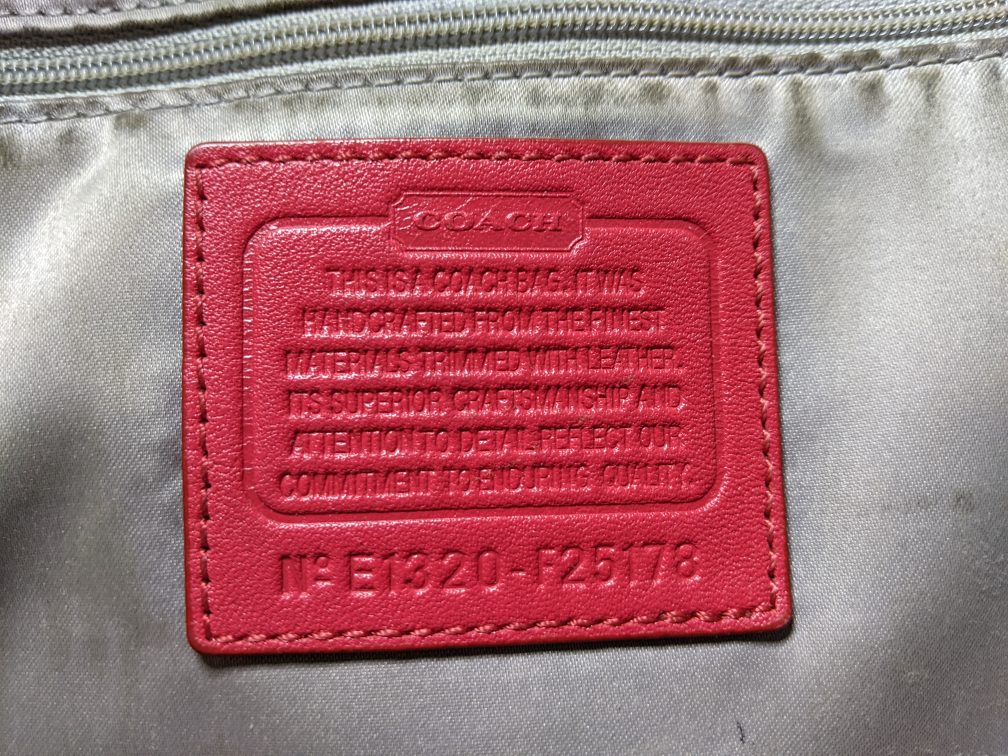 COACH
THIS IS A COACH BAG. IT WAS
HANDCRAFTED FROM THE FINEST
MATERIALS TRIMMED WITH LEATHER.
ITS SUPERIOR CRAFTSMANSHIP AND
ATTENTION TO DETAIL REFLECT OUR
COMMITMENT TO ENDURING QUALITY.
Nº E1320-F25178